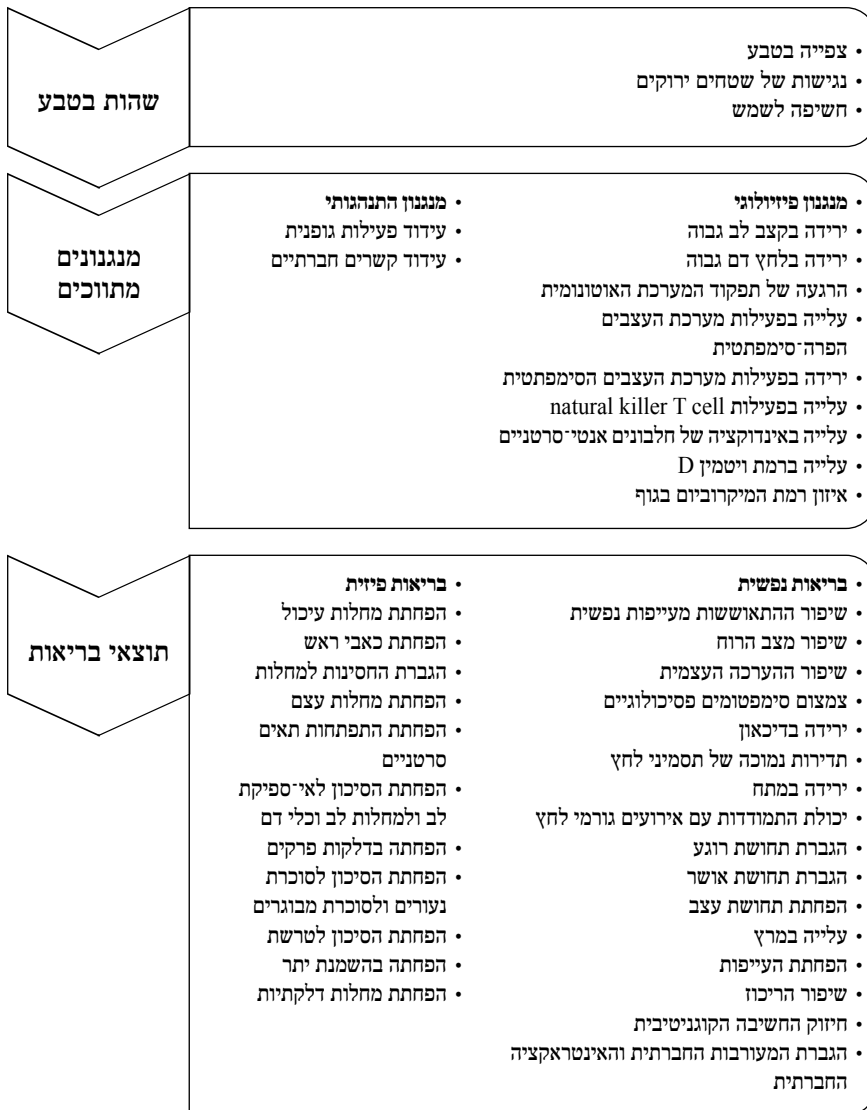 שהות בטבע
• צפייה בטבע
• נגישות של שטחים ירוקים
• חשיפה לשמש
מנגנונים
מתווכים
• מנגנון פיזיולוגי
• ירידה בקצב לב גבוה
• ירידה בלחץ דם גבוה
• הרגעה של תפקוד המערכת האוטונומית
• עלייה בפעילות מערכת העצבים
הפרה־סימפתטית
• ירידה בפעילות מערכת העצבים הסימפתטית
• עלייה בפעילות natural killer T cell
• עלייה באינדוקציה של חלבונים אנטי־סרטניים
• עלייה ברמת ויטמין D
• איזון רמת המיקרוביום בגוף
• מנגנון התנהגותי
• עידוד פעילות גופנית
• עידוד קשרים חברתיים
תוצאי בריאות
• בריאות נפשית
• שיפור ההתאוששות מעייפות נפשית
• שיפור מצב הרוח
• שיפור ההערכה העצמית
• צמצום סימפטומים פסיכולוגיים
• ירידה בדיכאון
• תדירות נמוכה של תסמיני לחץ
• ירידה במתח
• יכולת התמודדות עם אירועים גורמי לחץ
• הגברת תחושת רוגע
• הגברת תחושת אושר
• הפחתת תחושת עצב
• עלייה במרץ
• הפחתת העייפות
• שיפור הריכוז
• חיזוק החשיבה הקוגניטיבית
• הגברת המעורבות החברתית והאינטראקציה
החברתית
• בריאות פיזית
• הפחתת מחלות עיכול
• הפחתת כאבי ראש
• הגברת החסינות למחלות
• הפחתת מחלות עצם
• הפחתת התפתחות תאים
סרטניים
• הפחתת הסיכון לאי־ספיקת
לב ולמחלות לב וכלי דם
• הפחתה בדלקות פרקים
• הפחתת הסיכון לסוכרת
נעורים ולסוכרת מבוגרים
• הפחתת הסיכון לטרשת
• הפחתה בהשמנת יתר
• הפחתת מחלות דלקתיות